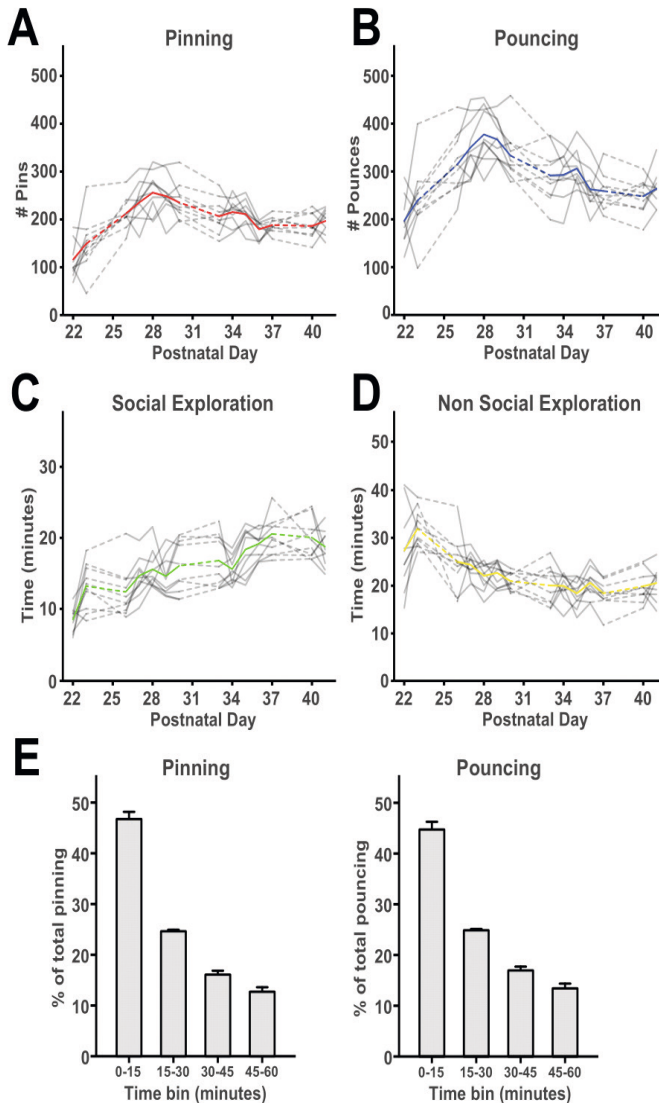 A
Pinning
# Pins
500
400
300
200
100
0
22 25 28 31 34 37 40
Postnatal Day
B
Pouncing
# Pounces
500
400
300
200
100
0
22 25 28 31 34 37 40
Postnatal Day
C
Social Exploration
Time (minutes)
30
20
10
0
22 25 28 31 34 37 40
Postnatal Day
D
Non Social Exploration
Time (minutes)
50
40
30
20
10
0
22 25 28 31 34 37 40
Postnatal Day
E
Pinning
% of total pinning
50
40
30
20
10
0
0-15 15-30 30-45 45-60
Time bin (minutes)
Pouncing
% of total pouncing
50
40
30
20
10
0
0-15 15-30 30-45 45-60
Time bin (minutes)